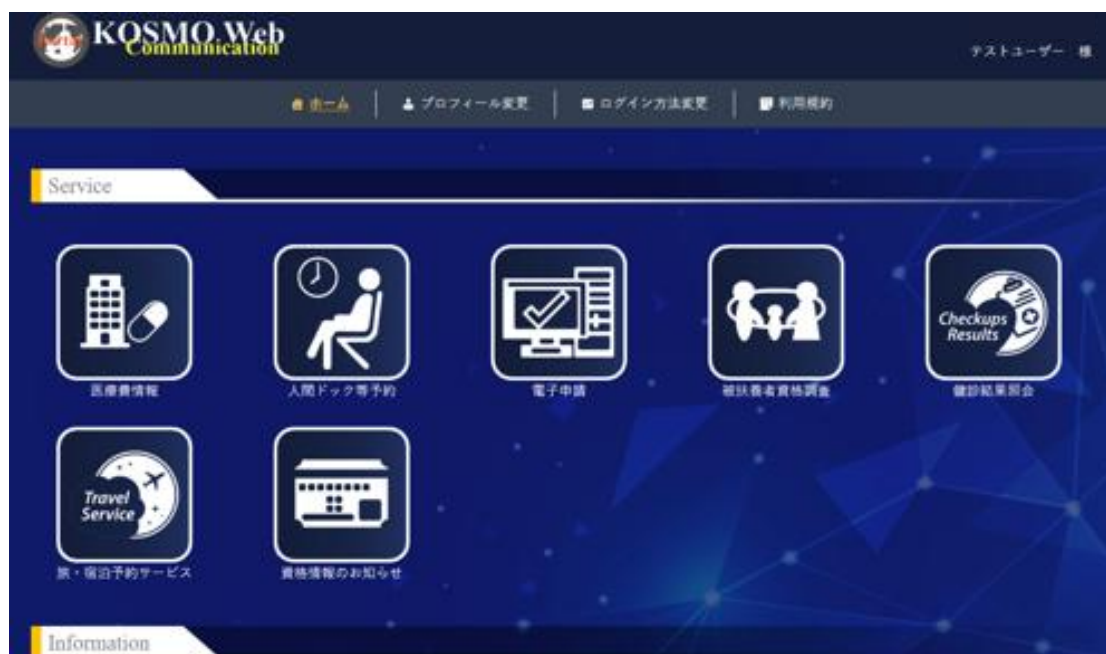 Portal
KOSMO Web
Communication
テストユーザー 様
ホーム
プロフィール変更
ログイン方法変更
利用規約
Service
医療費情報
人間ドック等予約
電子申請
被扶養者資格調査
Checkups
Results
健診結果照会
Travel
Service
旅・宿泊予約サービス
資格情報のお知らせ
Information